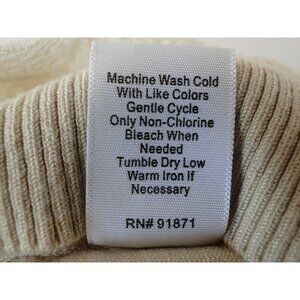 Machine Wash Cold
With Like Colors
Gentle Cycle
Only Non-Chlorine
Bleach When
Needed
Tumble Dry Low
Warm Iron if
Necessary
RN# 91871